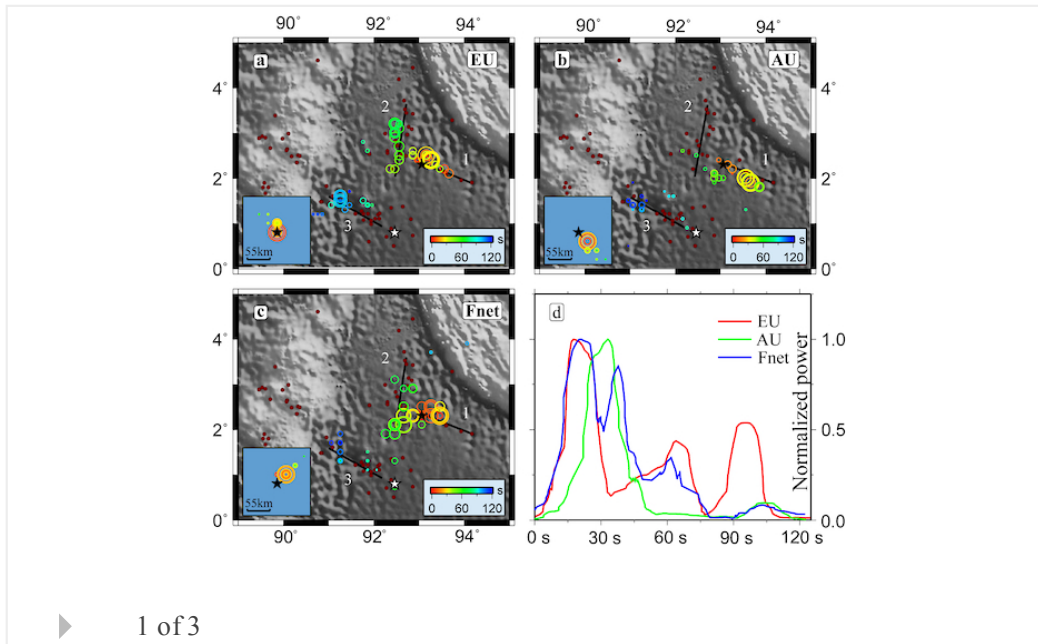 90° 92° 94° 90° 92° 94°
a EU b AU
4° 4°
2 2
1 1
2° 2°
3 3
s s
55km 0 60 120 55km 0 60 120
0° 0°
c Fnet d
EU
AU
Fnet
4°
2
1
2°
3
s
55km 0 60 120
0°
90° 92° 94°
1.0
0.5
0.0
Normalized power
0 s 30 s 60 s 90 s 120 s
1 of 3